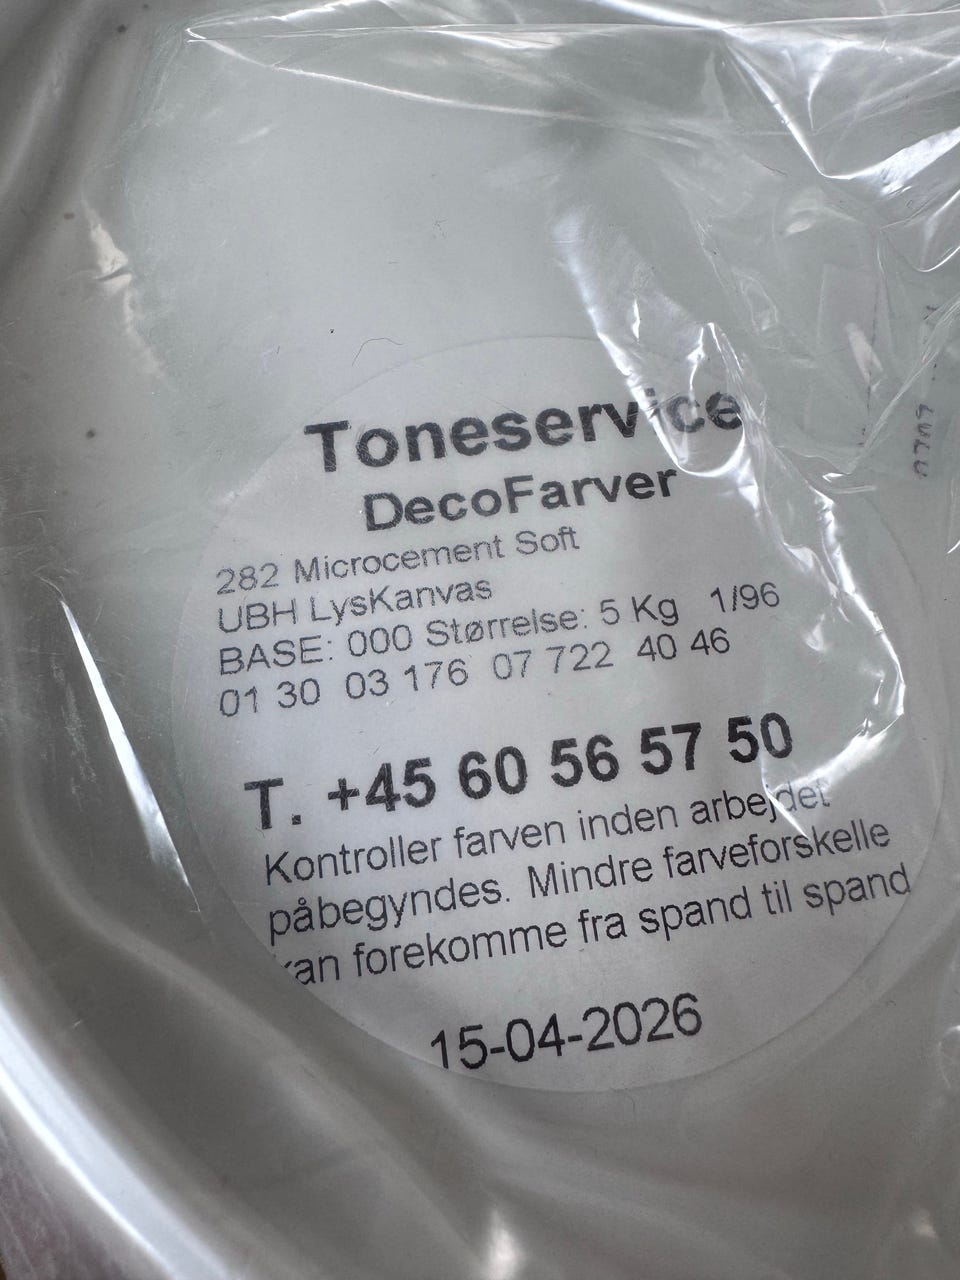 Toneservice
DecoFarver
282 Microcement Soft
UBH LysKanvas
BASE: 000 Størrelse: 5 Kg 1/96
01 30 03 176 07 722 40 46
T. +45 60 56 57 50
Kontroller farven inden arbejdet
påbegyndes. Mindre farveforskelle
kan forekomme fra spand til spand
15-04-2026